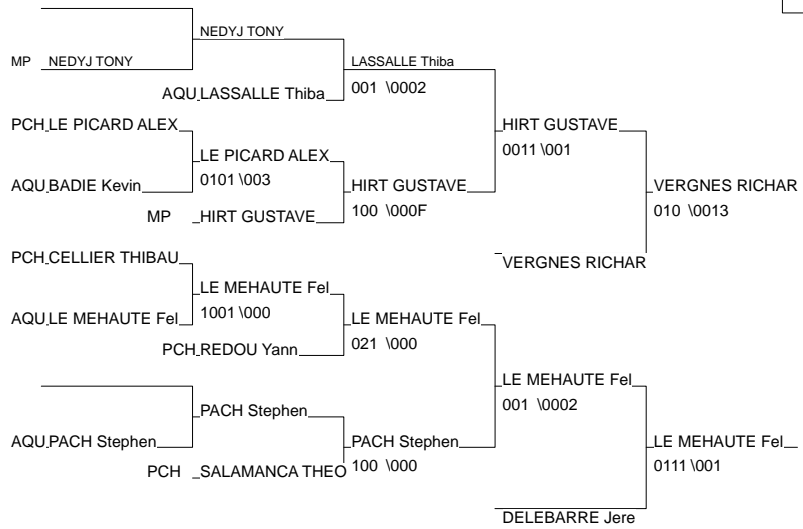 NEDYJ TONY
MP NEDYJ TONY
LASSALLE Thiba
AQU LASSALLE Thiba
001 \0002
PCH LE PICARD ALEX
HIRT GUSTAVE
0011 \001
LE PICARD ALEX
0101 \003
AQU BADIE Kevin
HIRT GUSTAVE
VERGNES RICHAR
MP HIRT GUSTAVE
100 \000F
010 \0013
PCH CELLIER THIBAU
VERGNES RICHAR
LE MEHAUTE Fel
1001 \000
AQU LE MEHAUTE Fel
LE MEHAUTE Fel
PCH REDOU Yann
021 \000
LE MEHAUTE Fel
001 \0002
PACH Stephen
AQU PACH Stephen
PACH Stephen
LE MEHAUTE Fel
PCH SALAMANCA THEO
100 \000
0111 \001
DELEBARRE Jere